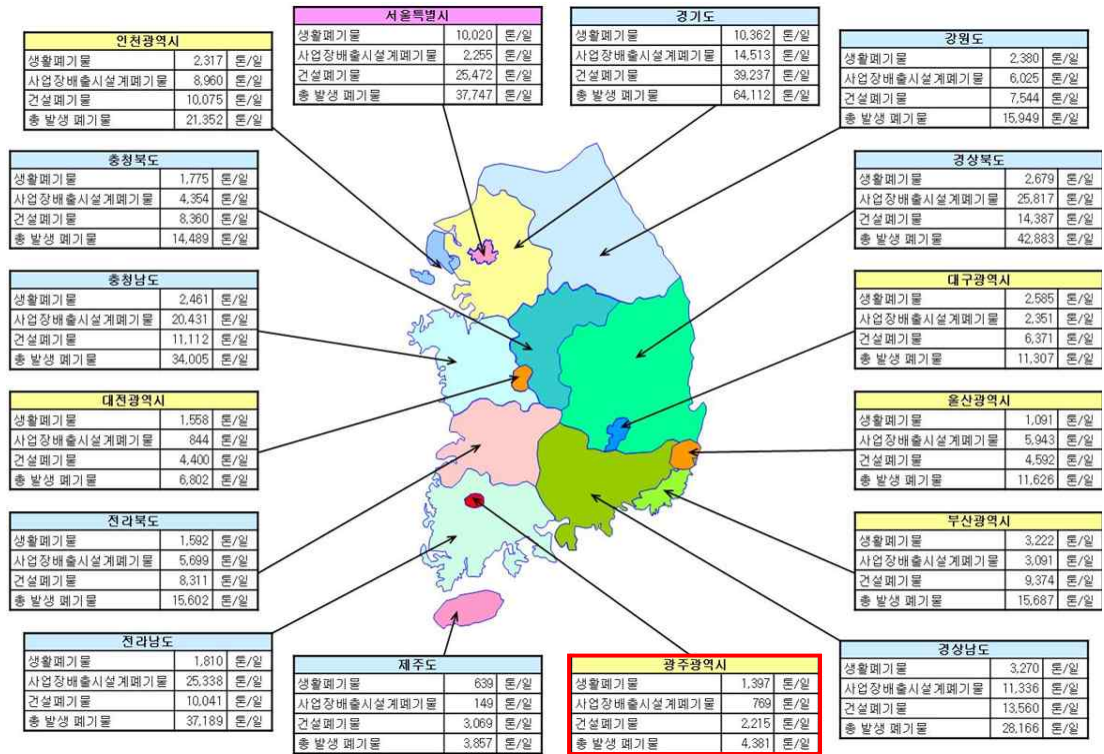 서울특별시
생활폐기물 10,020 톤/일
사업장배출시설계폐기물 2,255 톤/일
건설폐기물 25,472 톤/일
총 발생 폐기물 37,747 톤/일
경기도
생활폐기물 10,362 톤/일
사업장배출시설계폐기물 14,513 톤/일
건설폐기물 39,237 톤/일
총 발생 폐기물 64,112 톤/일
인천광역시
생활폐기물 2,317 톤/일
사업장배출시설계폐기물 8,960 톤/일
건설폐기물 10,075 톤/일
총 발생 폐기물 21,352 톤/일
강원도
생활폐기물 2,380 톤/일
사업장배출시설계폐기물 6,025 톤/일
건설폐기물 7,544 톤/일
총 발생 폐기물 15,949 톤/일
충청북도
생활폐기물 1,775 톤/일
사업장배출시설계폐기물 4,354 톤/일
건설폐기물 8,360 톤/일
총 발생 폐기물 14,489 톤/일
경상북도
생활폐기물 2,679 톤/일
사업장배출시설계폐기물 25,817 톤/일
건설폐기물 14,387 톤/일
총 발생 폐기물 42,883 톤/일
충청남도
생활폐기물 2,461 톤/일
사업장배출시설계폐기물 20,431 톤/일
건설폐기물 11,112 톤/일
총 발생 폐기물 34,005 톤/일
대구광역시
생활폐기물 2,585 톤/일
사업장배출시설계폐기물 2,351 톤/일
건설폐기물 6,371 톤/일
총 발생 폐기물 11,307 톤/일
대전광역시
생활폐기물 1,558 톤/일
사업장배출시설계폐기물 844 톤/일
건설폐기물 4,400 톤/일
총 발생 폐기물 6,802 톤/일
울산광역시
생활폐기물 1,091 톤/일
사업장배출시설계폐기물 5,943 톤/일
건설폐기물 4,592 톤/일
총 발생 폐기물 11,626 톤/일
전라북도
생활폐기물 1,592 톤/일
사업장배출시설계폐기물 5,699 톤/일
건설폐기물 8,311 톤/일
총 발생 폐기물 15,602 톤/일
부산광역시
생활폐기물 3,222 톤/일
사업장배출시설계폐기물 3,091 톤/일
건설폐기물 9,374 톤/일
총 발생 폐기물 15,687 톤/일
전라남도
생활폐기물 1,810 톤/일
사업장배출시설계폐기물 25,338 톤/일
건설폐기물 10,041 톤/일
총 발생 폐기물 37,189 톤/일
제주도
생활폐기물 639 톤/일
사업장배출시설계폐기물 149 톤/일
건설폐기물 3,069 톤/일
총 발생 폐기물 3,857 톤/일
광주광역시
생활폐기물 1,397 톤/일
사업장배출시설계폐기물 769 톤/일
건설폐기물 2,215 톤/일
총 발생 폐기물 4,381 톤/일
경상남도
생활폐기물 3,270 톤/일
사업장배출시설계폐기물 11,336 톤/일
건설폐기물 13,560 톤/일
총 발생 폐기물 28,166 톤/일